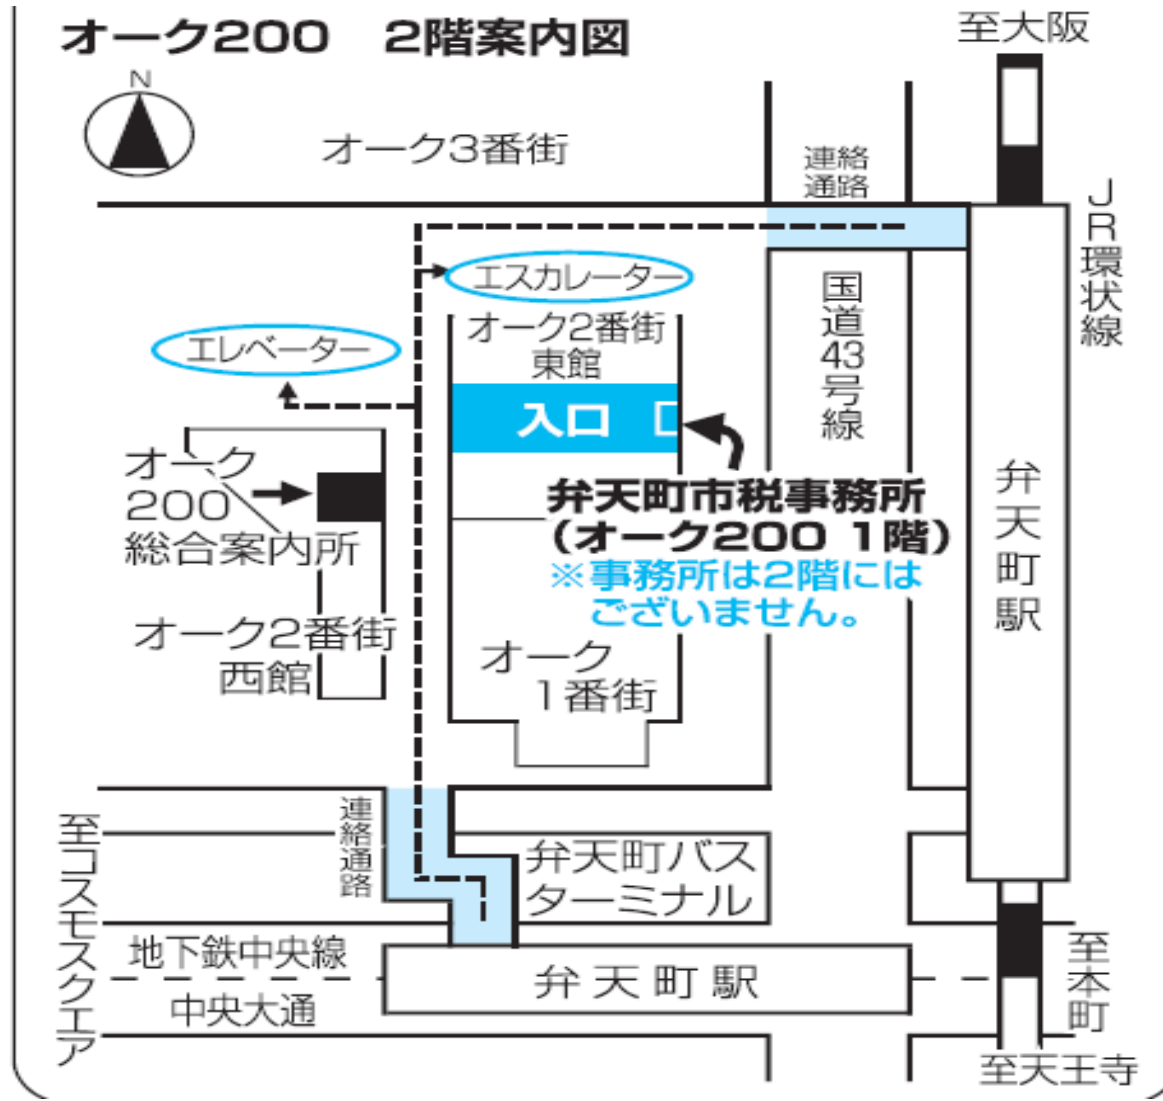 オーク200　2階案内図
至大阪
N
オーク3番街
連絡
通路
JR環状線
エスカレーター
国道43号線
オーク2番街
東館
エレベーター
入口
弁天町駅
オーク
200
総合案内所
弁天町市税事務所
（オーク200 1階）
※事務所は2階には
ございません。
オーク2番街
西館
オーク
1番街
連絡通路
至コスモスクエア
弁天町バス
ターミナル
地下鉄中央線
弁天町駅
至本町
中央大通
至天王寺